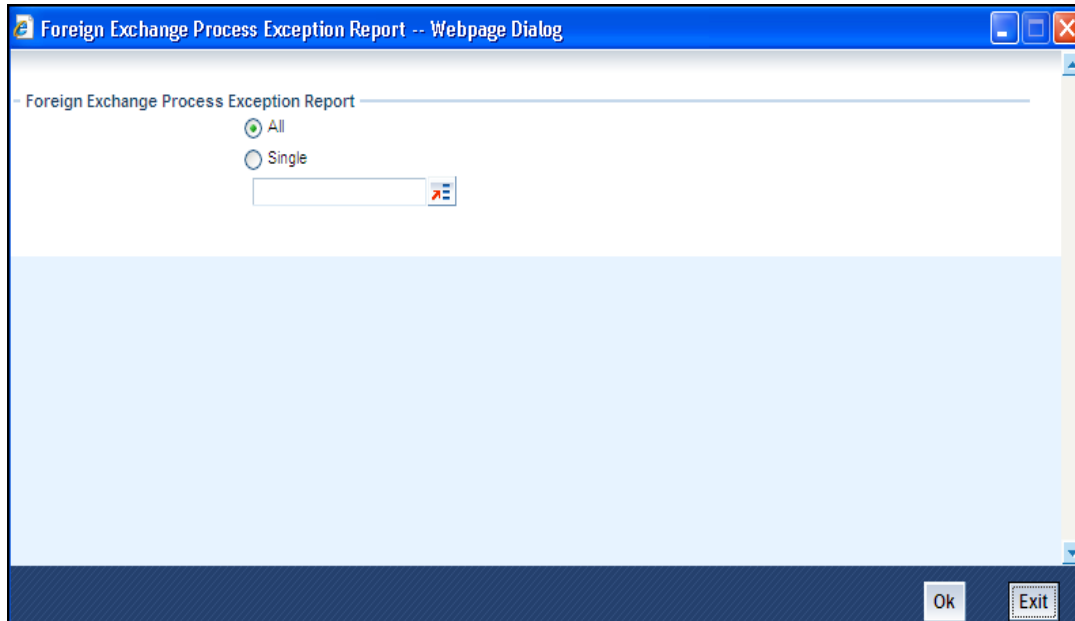 Foreign Exchange Process Exception Report -- Webpage Dialog
Foreign Exchange Process Exception Report
All
Single
Ok
Exit